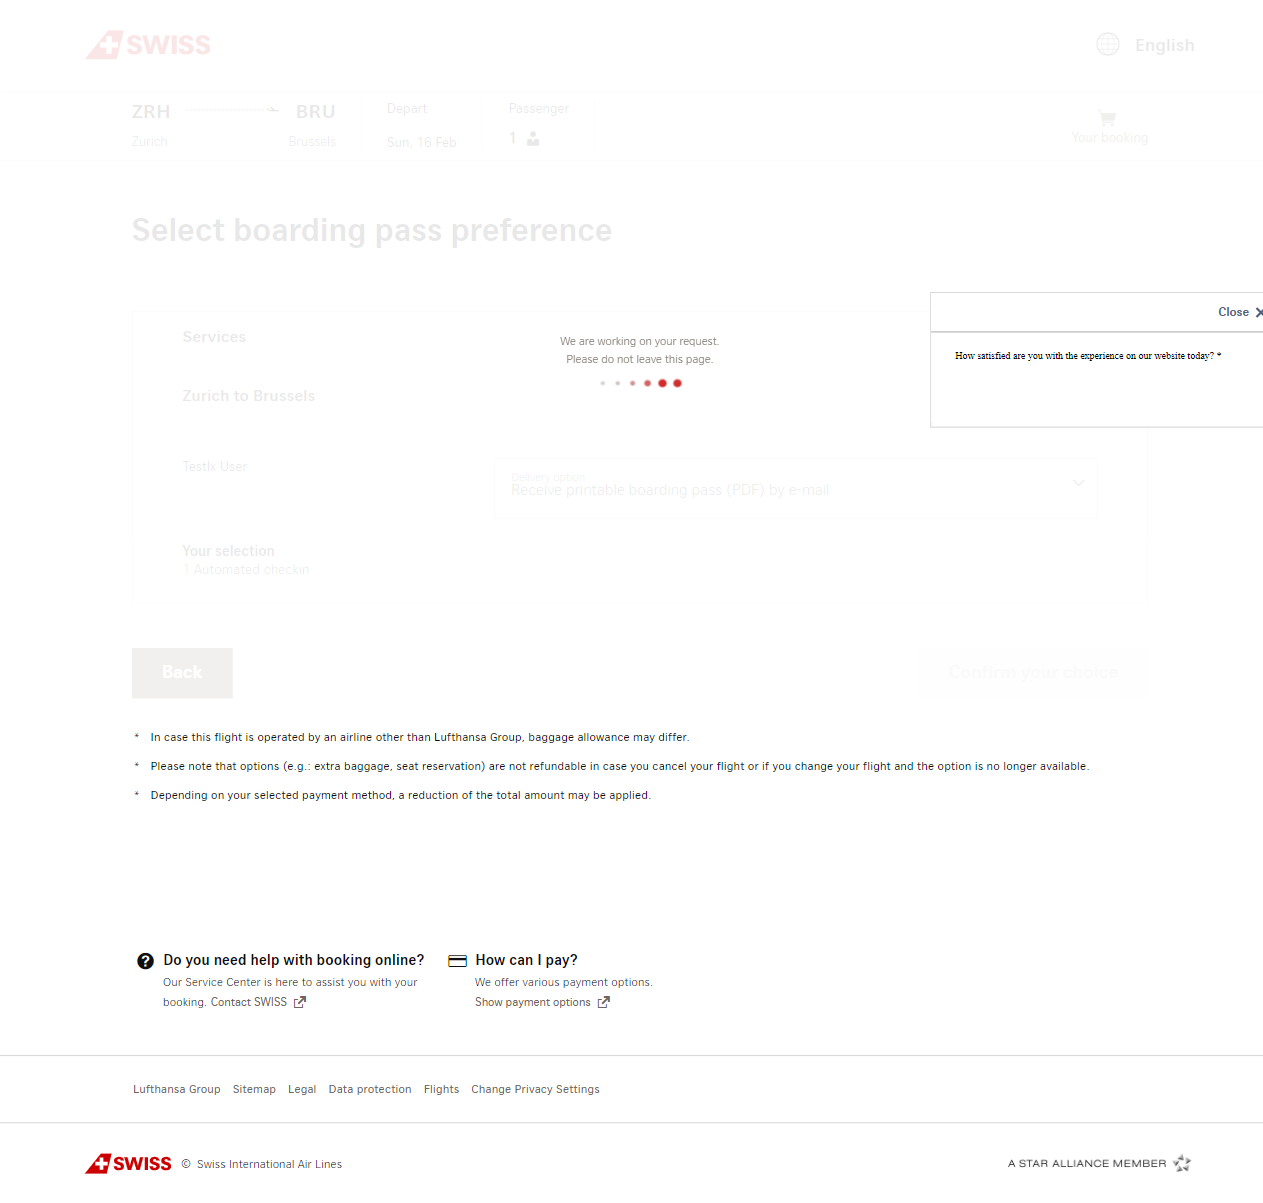 SWISS
English
ZRH BRU
Zurich Brussels
Depart
Sun, 16 Feb
Passenger
1
Your booking
Select boarding pass preference
Close
How satisfied are you with the experience on our website today? *
Services
We are working on your request.
Please do not leave this page.
Zurich to Brussels
Testlx User
Delivery option
Receive printable boarding pass (PDF) by e-mail
Your selection
1 Automated checkin
Back
Confirm your choice
* In case this flight is operated by an airline other than Lufthansa Group, baggage allowance may differ.
* Please note that options (e.g.: extra baggage, seat reservation) are not refundable in case you cancel your flight or if you change your flight and the option is no longer available.
* Depending on your selected payment method, a reduction of the total amount may be applied.
Do you need help with booking online?
Our Service Center is here to assist you with your
booking. Contact SWISS
How can I pay?
We offer various payment options.
Show payment options
Lufthansa Group Sitemap Legal Data protection Flights Change Privacy Settings
SWISS © Swiss International Air Lines
A STAR ALLIANCE MEMBER